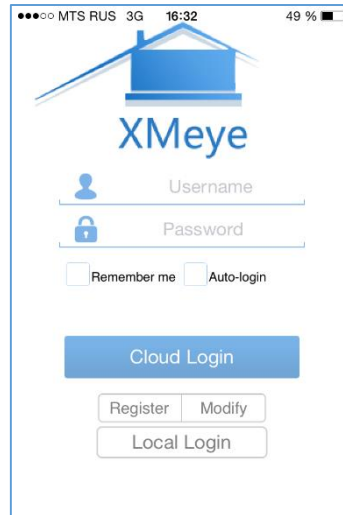 MTS RUS 3G 16:32 49 %
XMeye
Username
Password
Remember me Auto-login
Cloud Login
Register Modify
Local Login